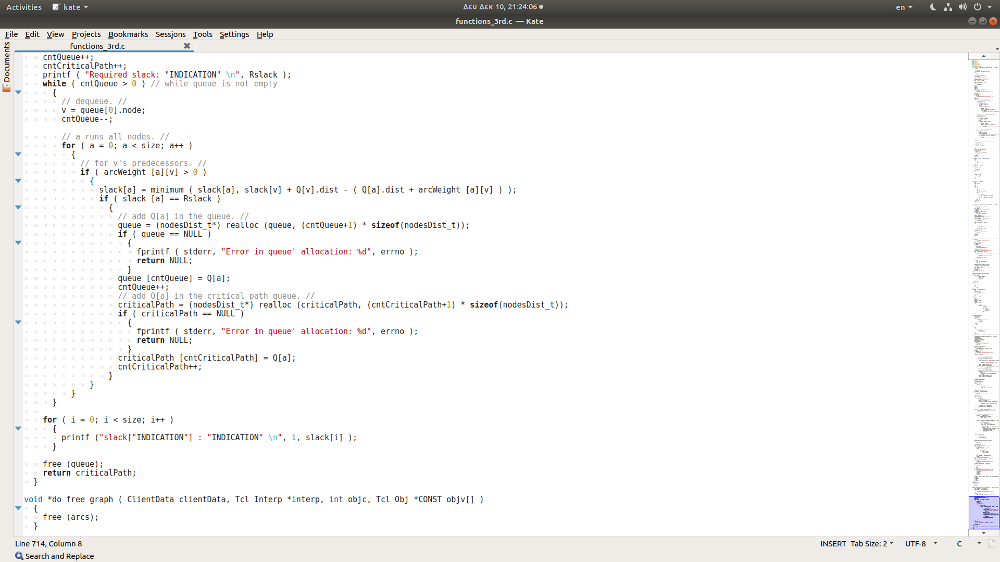 Activities kate Δευ Δεκ 10, 21:24:06 en
functions_3rd.c — Kate
File Edit View Projects Bookmarks Sessions Tools Settings Help
Documents
functions_3rd.c
cntQueue++;
cntCriticalPath++;
printf ( "Required slack: "INDICATION" \n", Rslack );
while ( cntQueue > 0 ) // while queue is not empty
{
// dequeue. //
v = queue[0].node;
cntQueue--;
// a runs all nodes. //
for ( a = 0; a < size; a++ )
{
// for v's predecessors. //
if ( arcWeight [a][v] > 0 )
{
slack[a] = minimum ( slack[a], slack[v] + Q[v].dist - ( Q[a].dist + arcWeight [a][v] ) );
if ( slack [a] == Rslack )
{
// add Q[a] in the queue. //
queue = (nodesDist_t*) realloc (queue, (cntQueue+1) * sizeof(nodesDist_t));
if ( queue == NULL )
{
fprintf ( stderr, "Error in queue' allocation: %d", errno );
return NULL;
}
queue [cntQueue] = Q[a];
cntQueue++;
// add Q[a] in the critical path queue. //
criticalPath = (nodesDist_t*) realloc (criticalPath, (cntCriticalPath+1) * sizeof(nodesDist_t));
if ( criticalPath == NULL )
{
fprintf ( stderr, "Error in queue' allocation: %d", errno );
return NULL;
}
criticalPath [cntCriticalPath] = Q[a];
cntCriticalPath++;
}
}
}
}
for ( i = 0; i < size; i++ )
{
printf ("slack["INDICATION"] : "INDICATION" \n", i, slack[i] );
}
free (queue);
return criticalPath;
}
void *do_free_graph ( ClientData clientData, Tcl_Interp *interp, int objc, Tcl_Obj *CONST objv[] )
{
free (arcs);
}
Line 714, Column 8 INSERT Tab Size: 2 UTF-8 C
Search and Replace